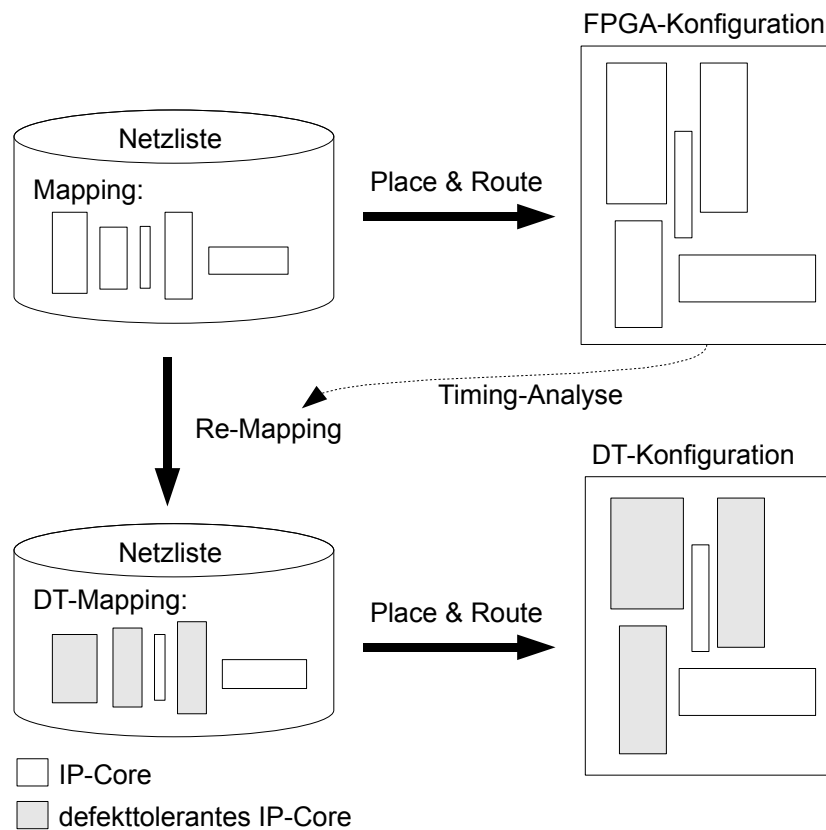 FPGA-Konfiguration
Netzliste
Mapping:
Place & Route
Timing-Analyse
Re-Mapping
DT-Konfiguration
Netzliste
DT-Mapping:
Place & Route
IP-Core
defekttolerantes IP-Core